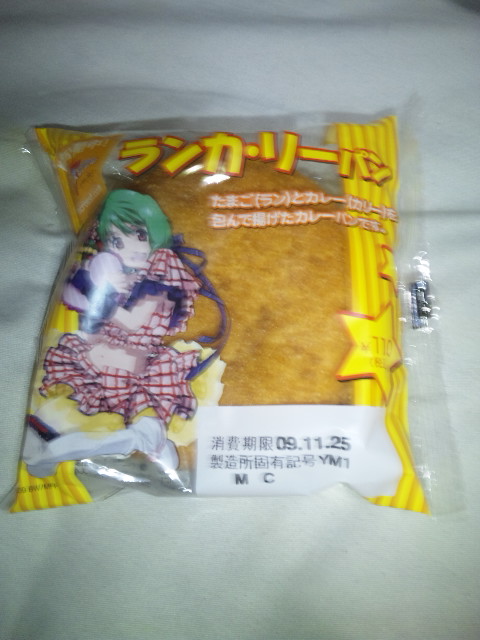 ランカ・リーパン
たまご(ラン)とカレー(カリー)を
包んで揚げたカレーパンです。
消費期限 09.11.25
製造所固有記号 YM1
M C